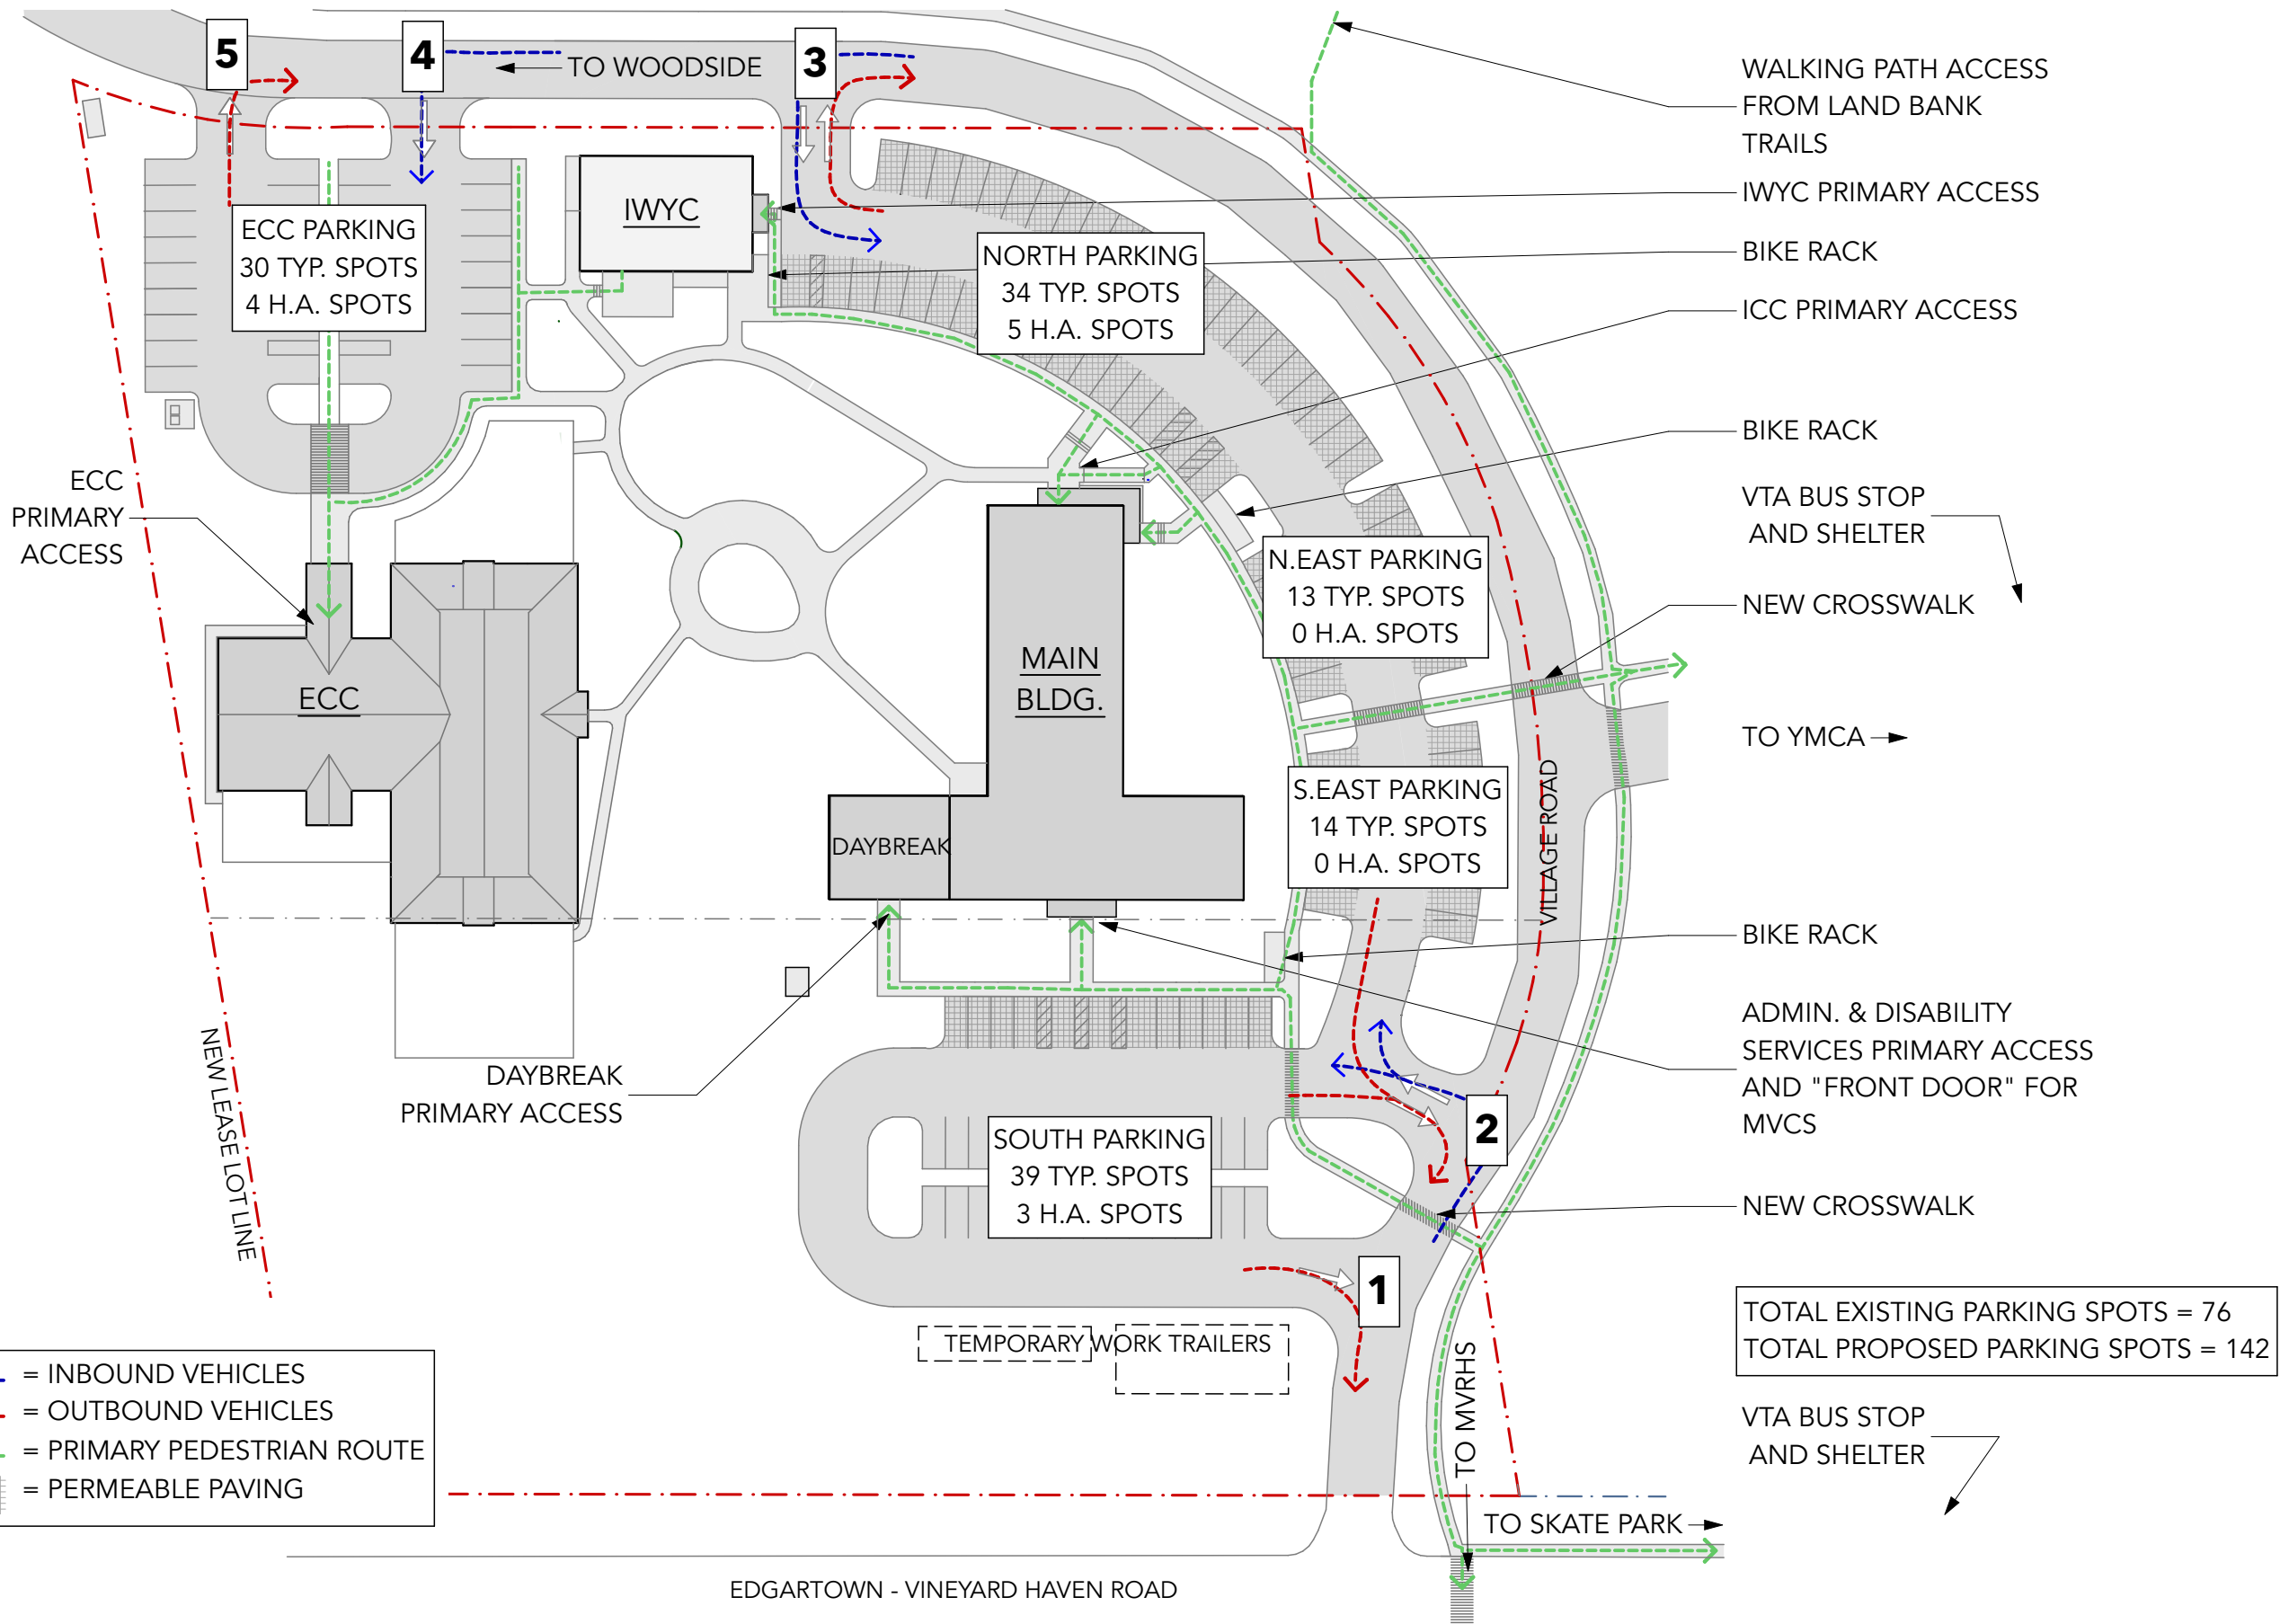 5
4
3
TO WOODSIDE
WALKING PATH ACCESS
FROM LAND BANK
TRAILS
IWYC PRIMARY ACCESS
BIKE RACK
ICC PRIMARY ACCESS
BIKE RACK
VTA BUS STOP
AND SHELTER
NEW CROSSWALK
TO YMCA
BIKE RACK
ADMIN. & DISABILITY
SERVICES PRIMARY ACCESS
AND "FRONT DOOR" FOR
MVCS
NEW CROSSWALK
TOTAL EXISTING PARKING SPOTS = 76
TOTAL PROPOSED PARKING SPOTS = 142
VTA BUS STOP
AND SHELTER
IWYC
ECC PARKING
30 TYP. SPOTS
4 H.A. SPOTS
NORTH PARKING
34 TYP. SPOTS
5 H.A. SPOTS
ECC
PRIMARY
ACCESS
N.EAST PARKING
13 TYP. SPOTS
0 H.A. SPOTS
ECC
MAIN
BLDG.
S.EAST PARKING
14 TYP. SPOTS
0 H.A. SPOTS
VILLAGE ROAD
DAYBREAK
NEW LEASE LOT LINE
DAYBREAK
PRIMARY ACCESS
SOUTH PARKING
39 TYP. SPOTS
3 H.A. SPOTS
2
1
TEMPORARY WORK TRAILERS
TO MVRHS
= INBOUND VEHICLES
= OUTBOUND VEHICLES
= PRIMARY PEDESTRIAN ROUTE
= PERMEABLE PAVING
TO SKATE PARK
EDGARTOWN - VINEYARD HAVEN ROAD